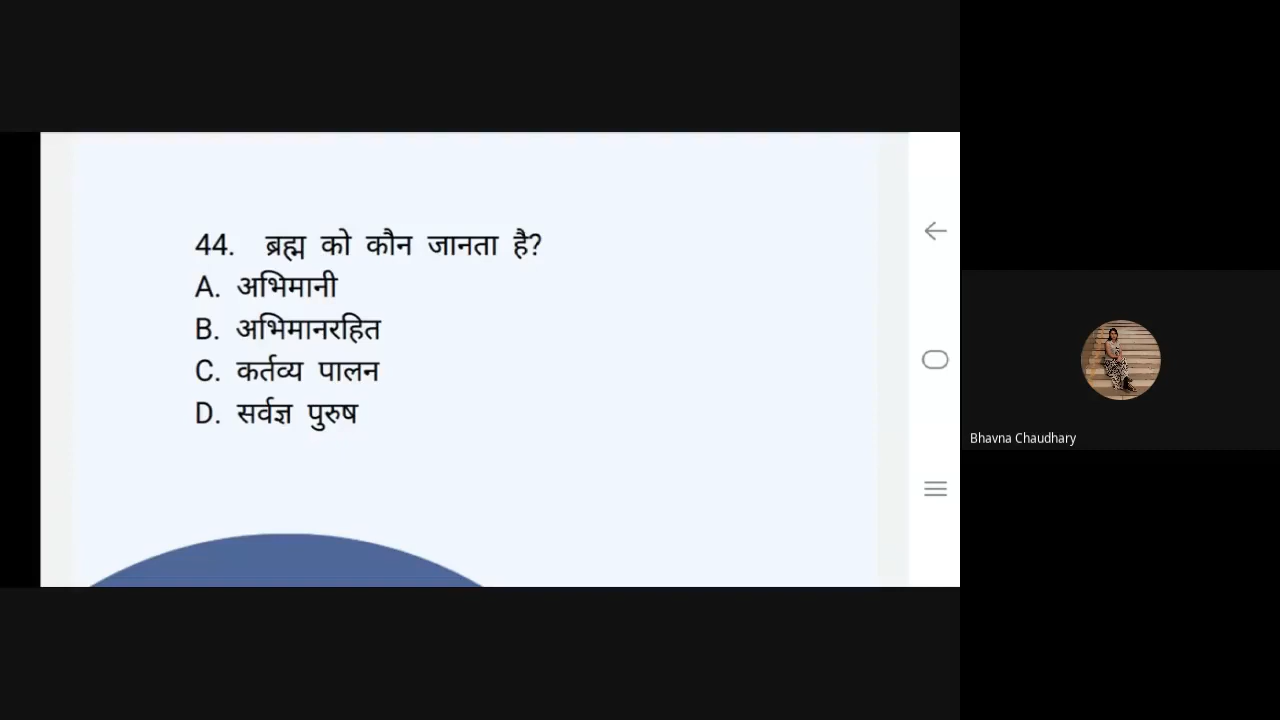 44. ब्रह्म को कौन जानता है?
A. अभिमानी
B. अभिमानरहित
C. कर्तव्य पालन
D. सर्वज्ञ पुरुष
Bhavna Chaudhary